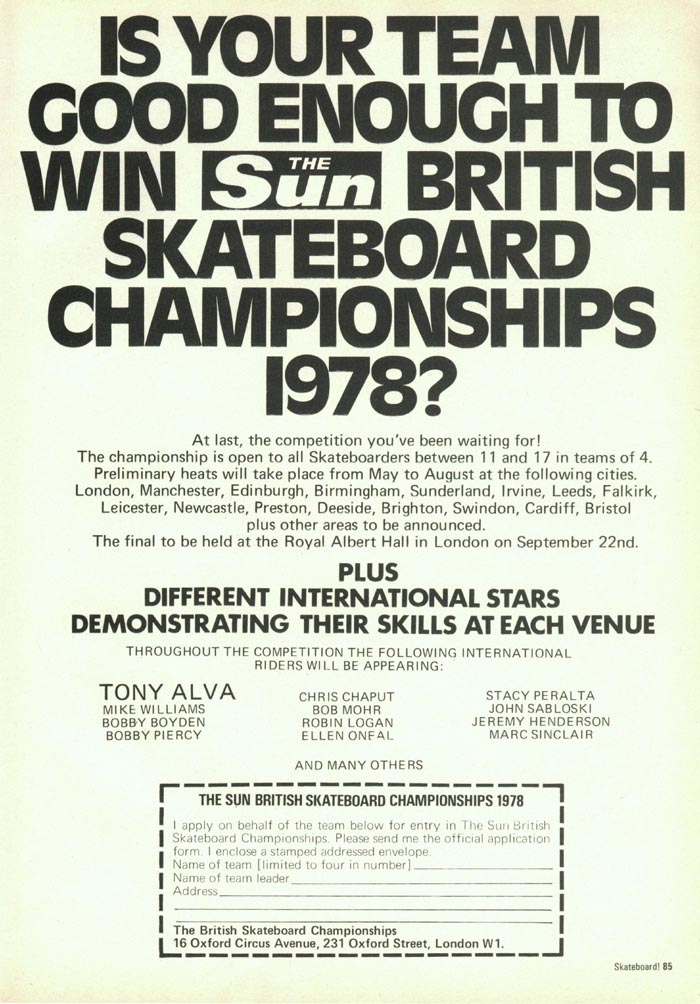 IS YOUR TEAM
GOOD ENOUGH TO
WIN THE Sun BRITISH
SKATEBOARD
CHAMPIONSHIPS
1978?
At last, the competition you've been waiting for!
The championship is open to all Skateboarders between 11 and 17 in teams of 4.
Preliminary heats will take place from May to August at the following cities.
London, Manchester, Edinburgh, Birmingham, Sunderland, Irvine, Leeds, Falkirk,
Leicester, Newcastle, Preston, Deeside, Brighton, Swindon, Cardiff, Bristol
plus other areas to be announced.
The final to be held at the Royal Albert Hall in London on September 22nd.
PLUS
DIFFERENT INTERNATIONAL STARS
DEMONSTRATING THEIR SKILLS AT EACH VENUE
THROUGHOUT THE COMPETITION THE FOLLOWING INTERNATIONAL
RIDERS WILL BE APPEARING:
TONY ALVA
MIKE WILLIAMS
BOBBY BOYDEN
BOBBY PIERCY
CHRIS CHAPUT
BOB MOHR
ROBIN LOGAN
ELLEN ONEAL
STACY PERALTA
JOHN SABLOSKI
JEREMY HENDERSON
MARC SINCLAIR
AND MANY OTHERS
THE SUN BRITISH SKATEBOARD CHAMPIONSHIPS 1978
I apply on behalf of the team below for entry in The Sun British
Skateboard Championships. Please send me the official application
form. I enclose a stamped addressed envelope.
Name of team [limited to four in number]
Name of team leader
Address
The British Skateboard Championships
16 Oxford Circus Avenue, 231 Oxford Street, London W1.
Skateboard! 85